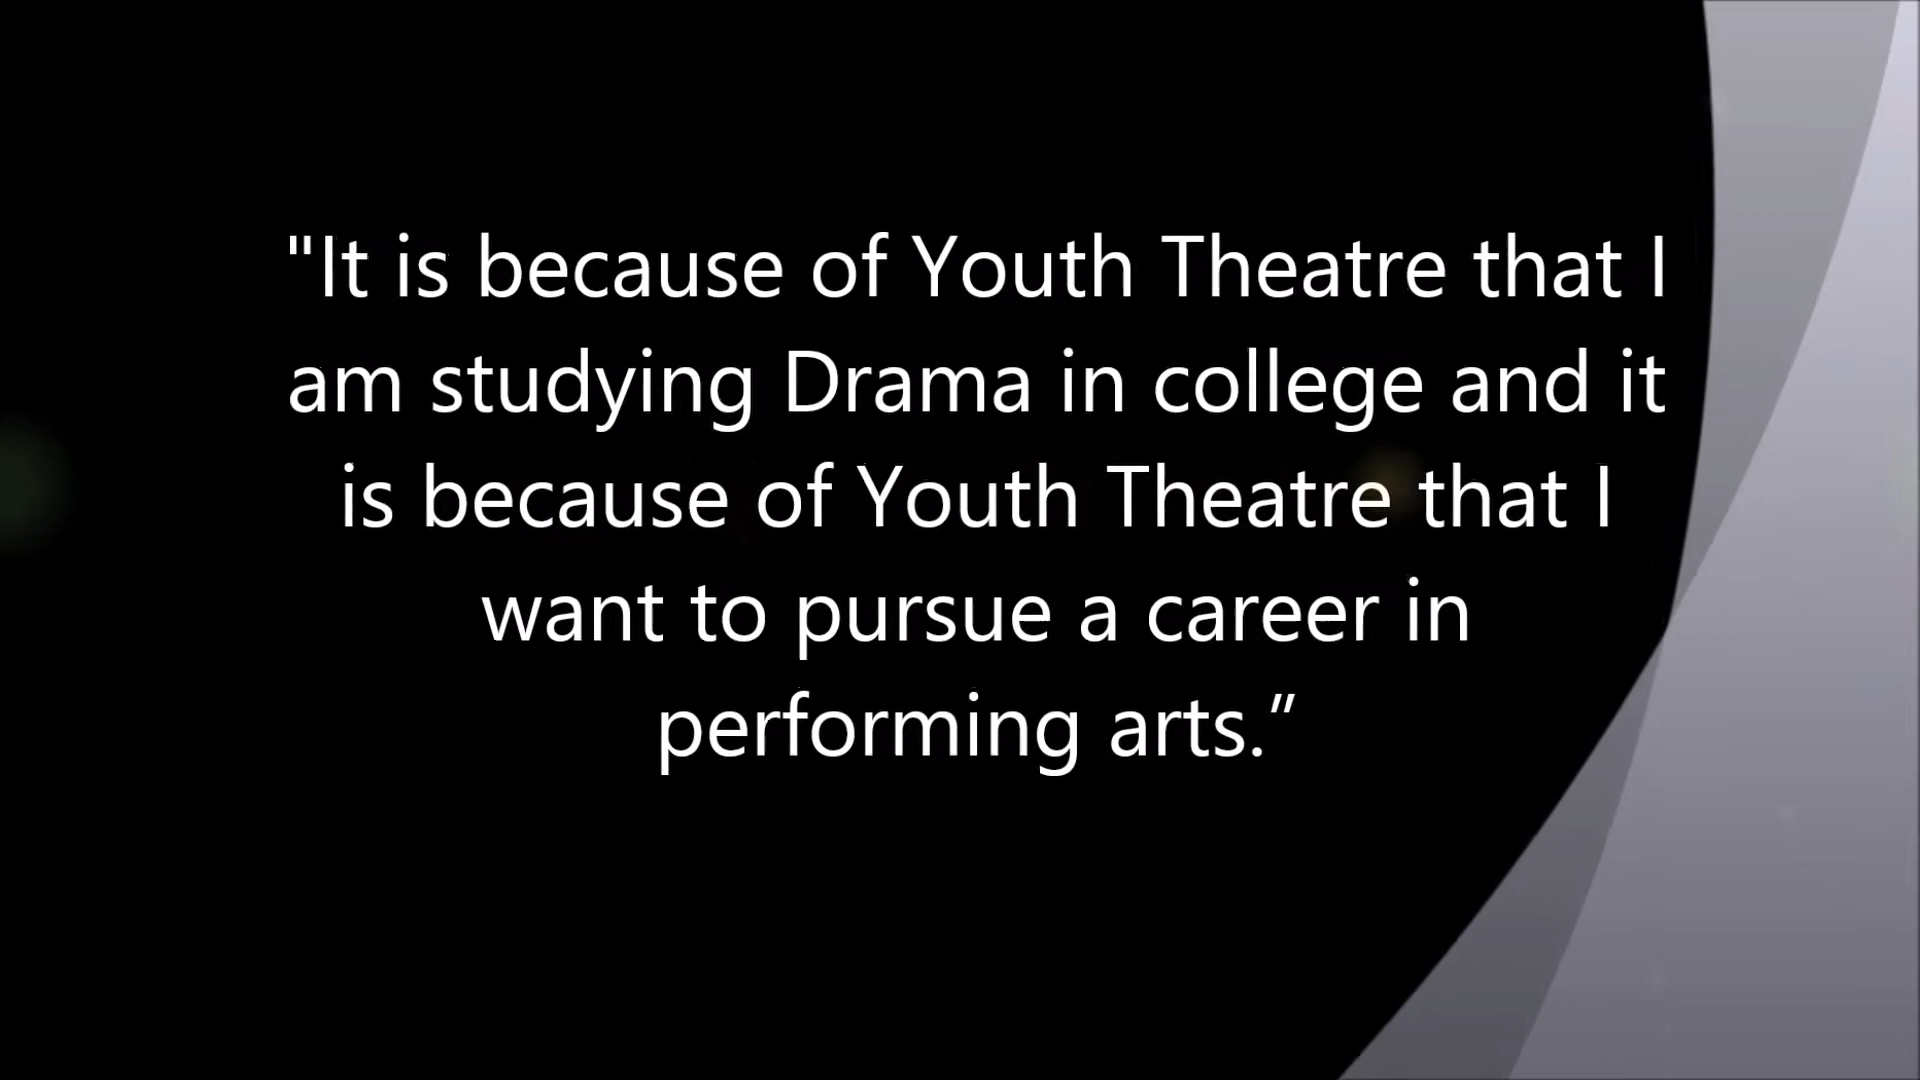 "It is because of Youth Theatre that I
am studying Drama in college and it
is because of Youth Theatre that I
want to pursue a career in
performing arts.”